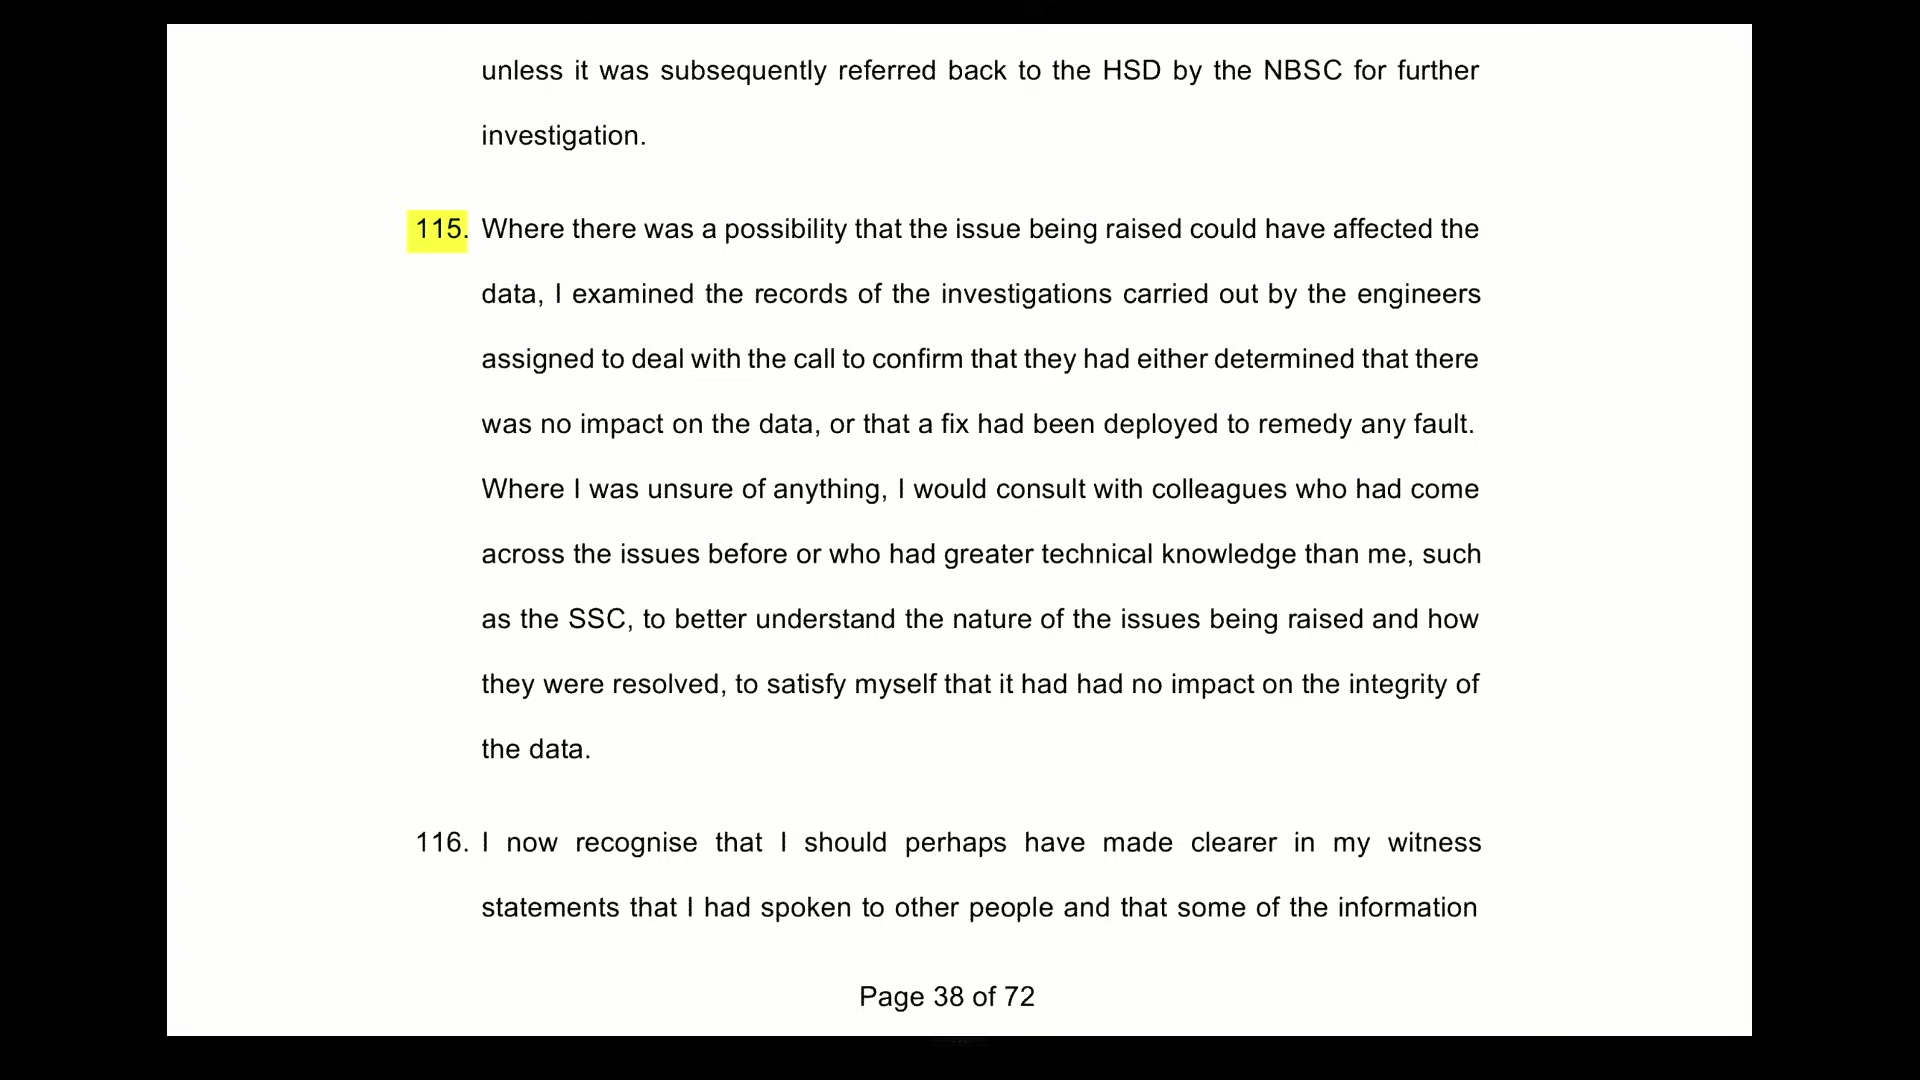 unless it was subsequently referred back to the HSD by the NBSC for further
investigation.
115. Where there was a possibility that the issue being raised could have affected the
data, I examined the records of the investigations carried out by the engineers
assigned to deal with the call to confirm that they had either determined that there
was no impact on the data, or that a fix had been deployed to remedy any fault.
Where I was unsure of anything, I would consult with colleagues who had come
across the issues before or who had greater technical knowledge than me, such
as the SSC, to better understand the nature of the issues being raised and how
they were resolved, to satisfy myself that it had had no impact on the integrity of
the data.
116. I now recognise that I should perhaps have made clearer in my witness
statements that I had spoken to other people and that some of the information
Page 38 of 72